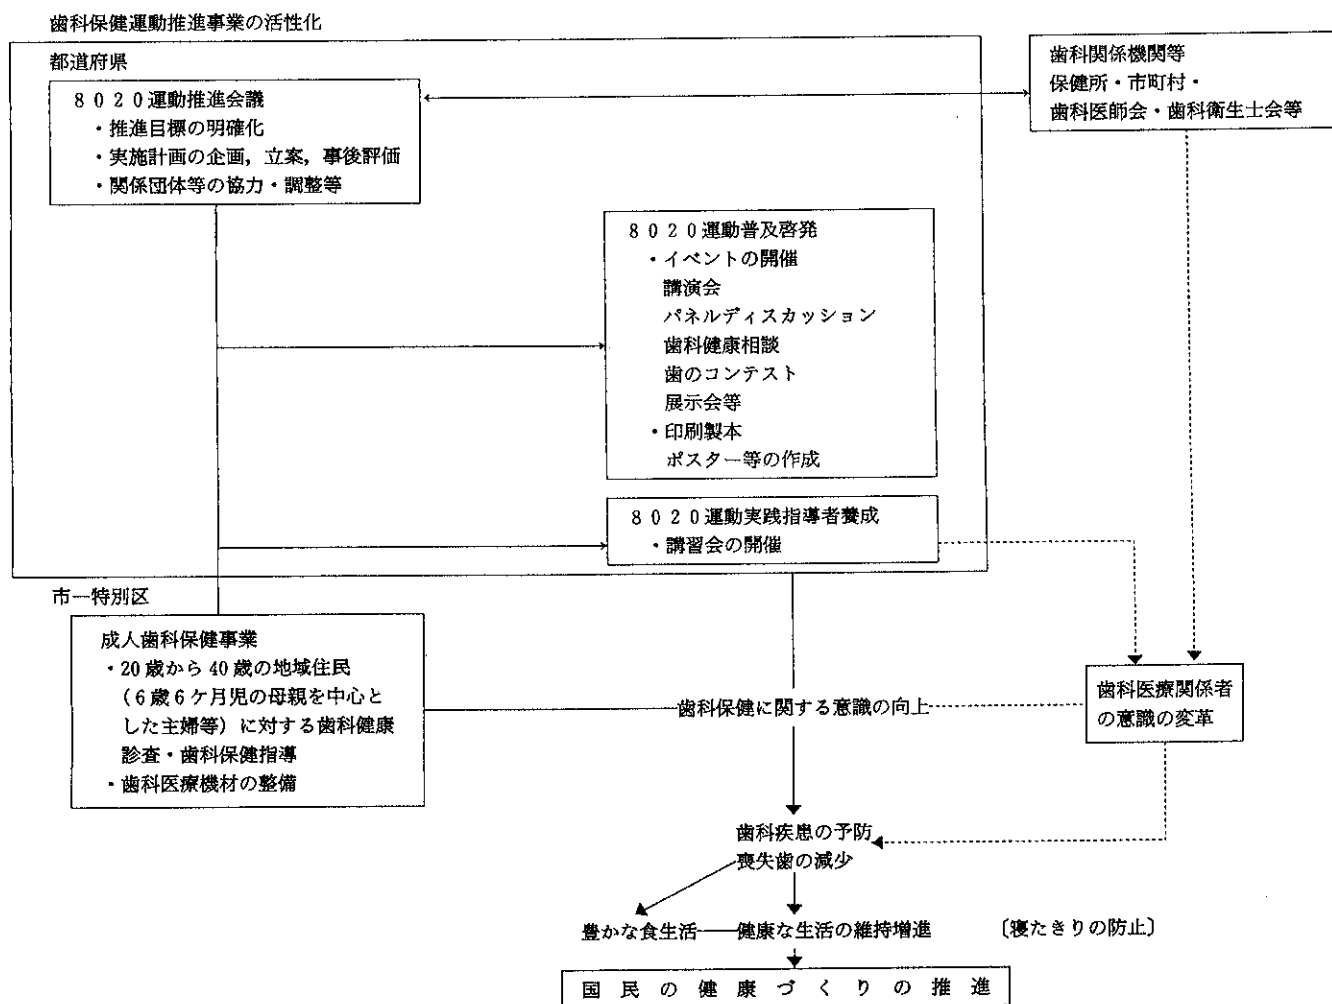 歯科保健運動推進事業の活性化
都道府県
8020運動推進会議
・推進目標の明確化
・実施計画の企画，立案，事後評価
・関係団体等の協力・調整等
歯科関係機関等
保健所・市町村・
歯科医師会・歯科衛生士会等
8020運動普及啓発
・イベントの開催
講演会
パネルディスカッション
歯科健康相談
歯のコンテスト
展示会等
・印刷製本
ポスター等の作成
8020運動実践指導者養成
・講習会の開催
市―特別区
成人歯科保健事業
・20歳から40歳の地域住民
（6歳6ケ月児の母親を中心と
した主婦等）に対する歯科健康
診査・歯科保健指導
・歯科医療機材の整備
歯科保健に関する意識の向上
歯科医療関係者
の意識の変革
歯科疾患の予防
喪失歯の減少
豊かな食生活
健康な生活の維持増進
〔寝たきりの防止〕
国民の健康づくりの推進